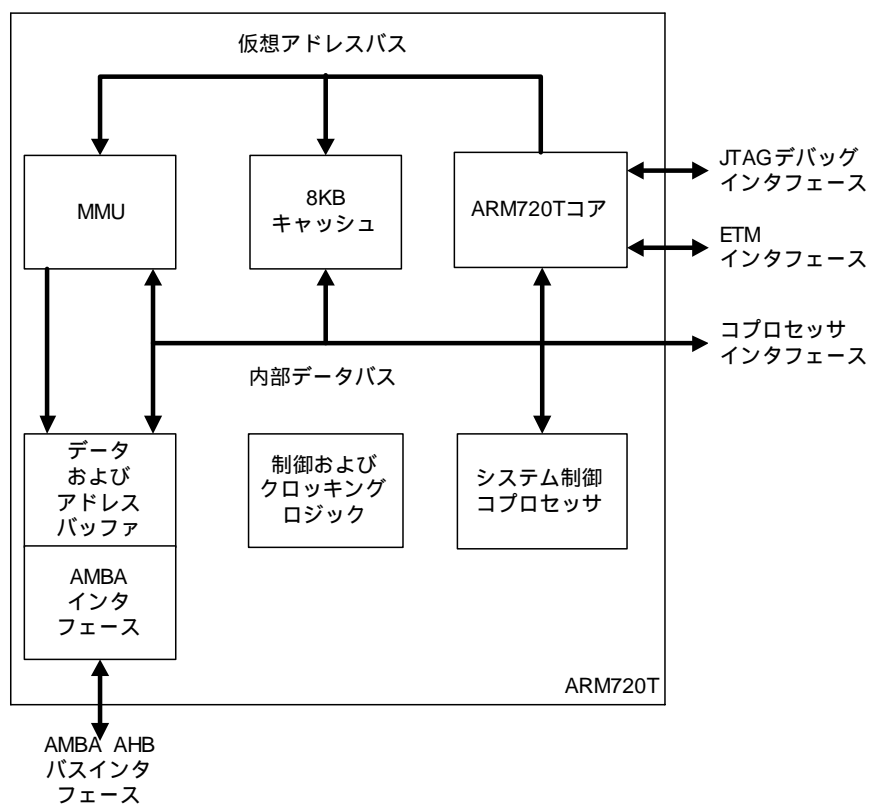 仮想アドレスバス
MMU
8KB
キャッシュ
ARM720Tコア
JTAGデバッグ
インタフェース
ETM
インタフェース
コプロセッサ
インタフェース
内部データバス
データ
および
アドレス
バッファ
制御および
クロッキング
ロジック
システム制御
コプロセッサ
AMBA
インタ
フェース
ARM720T
AMBA AHB
バスインタ
フェース